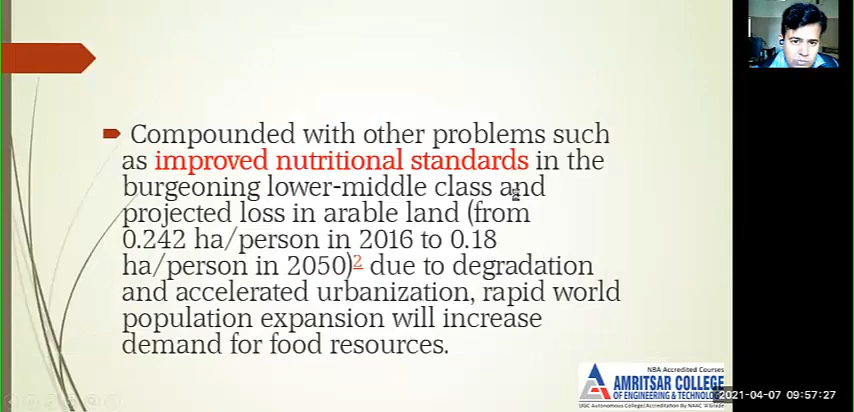 Compounded with other problems such
as improved nutritional standards in the
burgeoning lower-middle class and
projected loss in arable land (from
0.242 ha/person in 2016 to 0.18
ha/person in 2050)2 due to degradation
and accelerated urbanization, rapid world
population expansion will increase
demand for food resources.
NBA Accredited Courses
AMRITSAR COLLEGE
OF ENGINEERING & TECHNOLOGY
UGC Autonomous College|Accreditation by NAAC 'A'Grade
2021-04-07 09:57:27